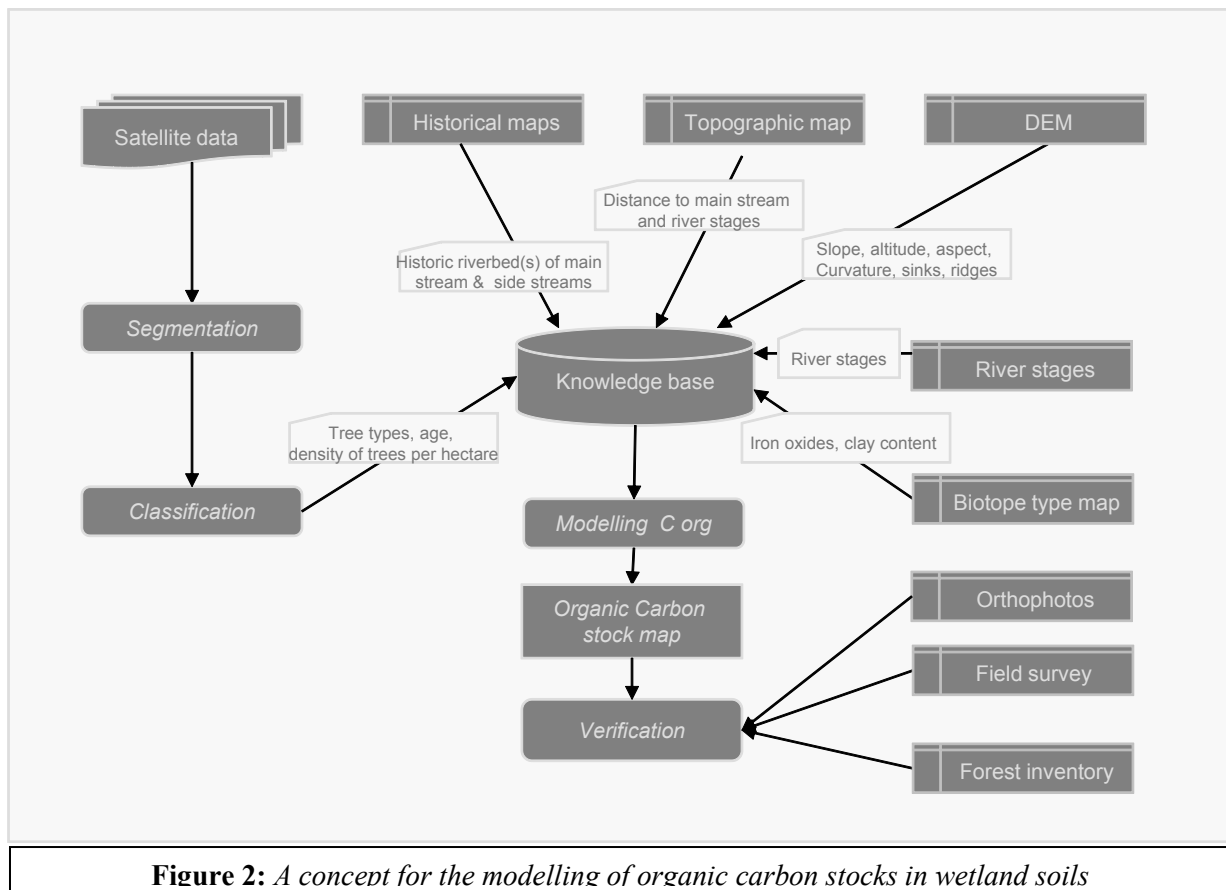 Satellite data
Historical maps
Topographic map
DEM
Distance to main stream
and river stages
Slope, altitude, aspect,
Curvature, sinks, ridges
Historic riverbed(s) of main
stream & side streams
Segmentation
Knowledge base
River stages
River stages
Tree types, age,
density of trees per hectare
Iron oxides, clay content
Classification
Biotope type map
Modelling C org
Organic Carbon
stock map
Orthophotos
Field survey
Verification
Forest inventory
Figure 2: A concept for the modelling of organic carbon stocks in wetland soils